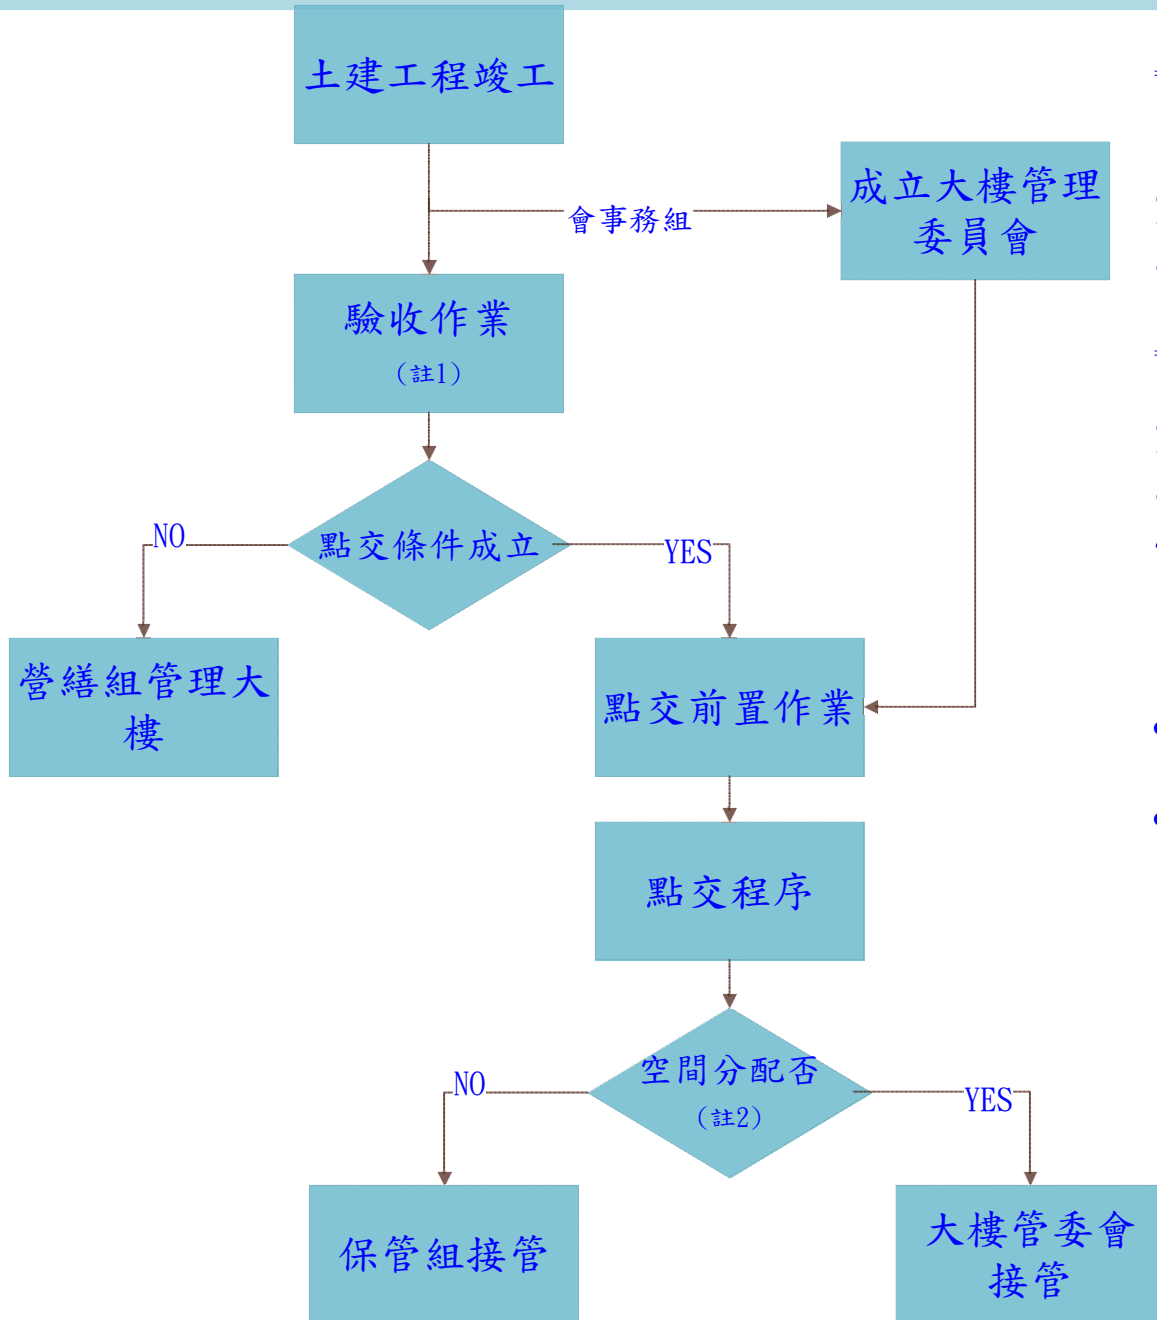 土建工程竣工
會事務組
成立大樓管理
委員會
驗收作業
(註1)
點交條件成立
NO
YES
營繕組管理大
樓
點交前置作業
點交程序
空間分配否
(註2)
NO
YES
保管組接管
大樓管委會
接管